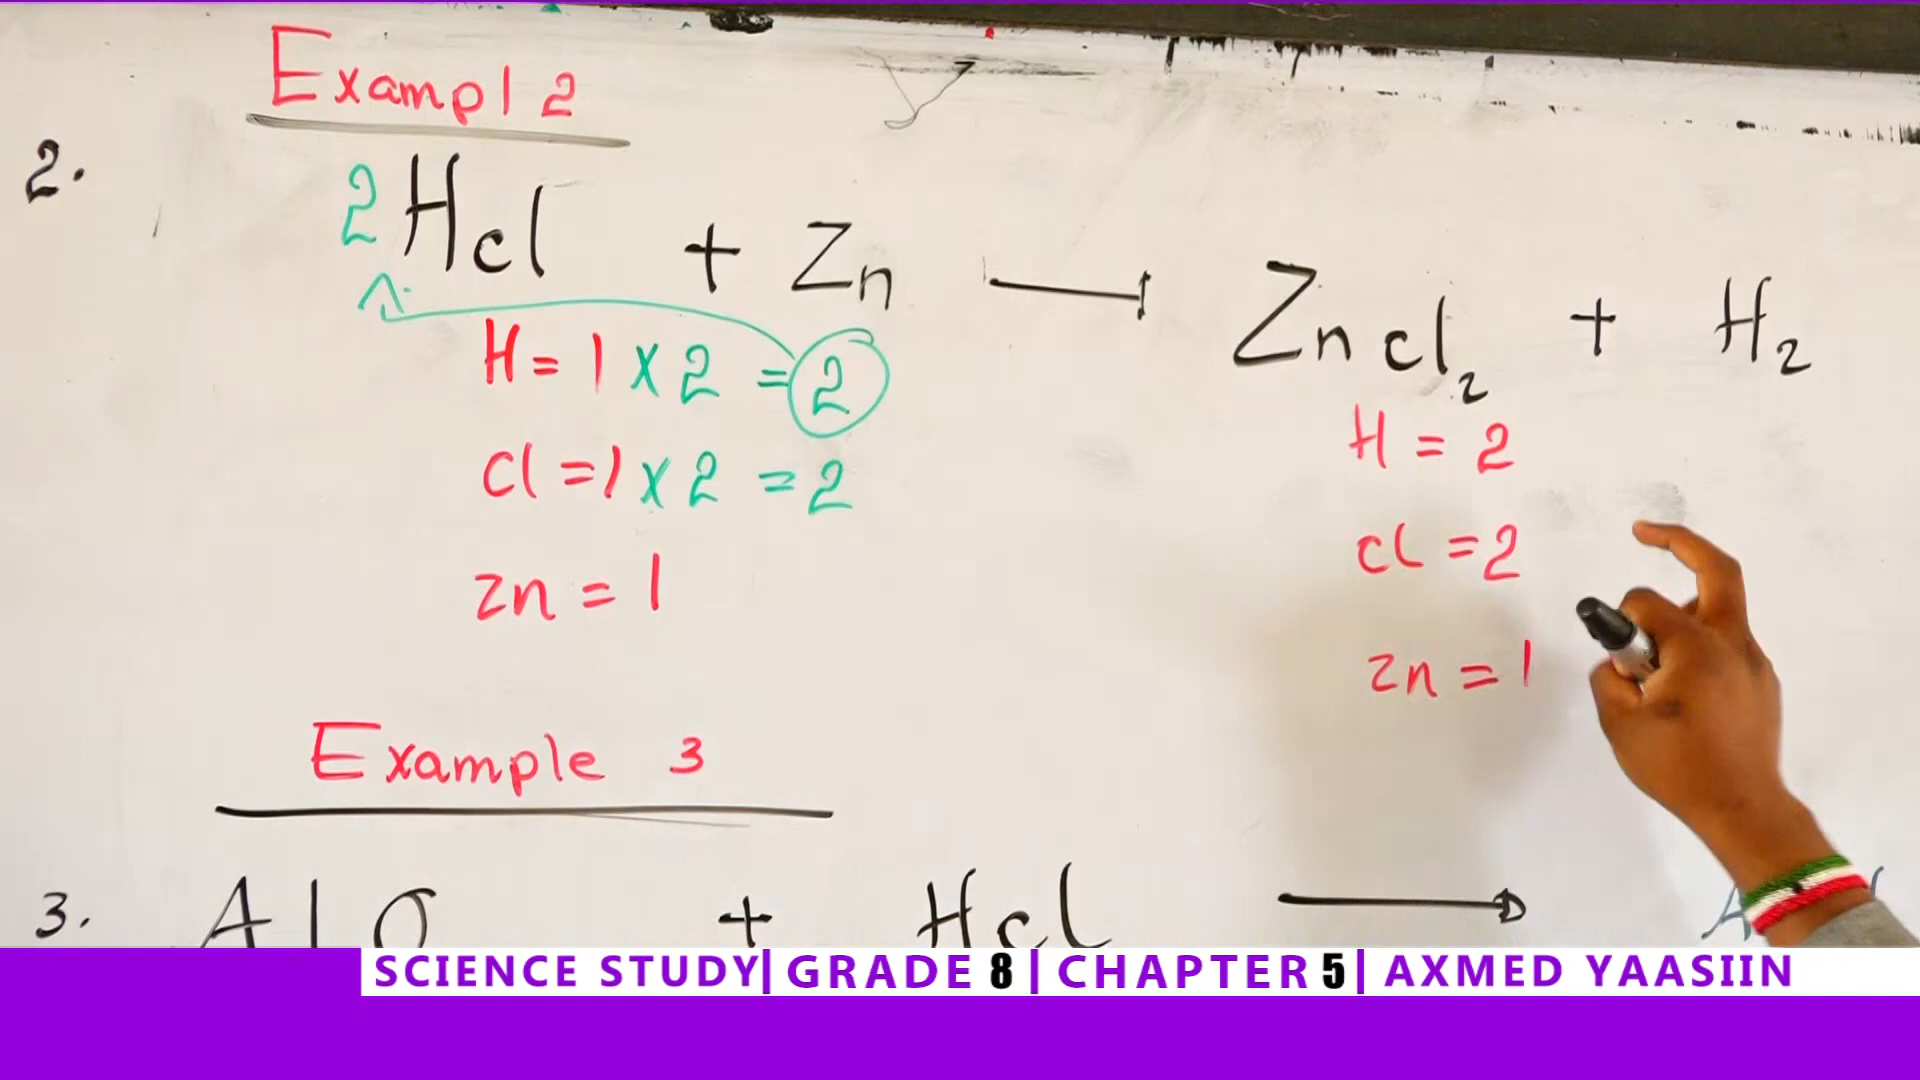 Exampl 2
2.
2Hcl + Zn → Zncl₂ + H₂
H = 1 x 2 = 2
H = 2
cl = 1 x 2 = 2
cl = 2
zn = 1
zn = 1
Example 3
3. Al O + Hcl →
SCIENCE STUDY| GRADE 8 | CHAPTER 5 | AXMED YAASIIN